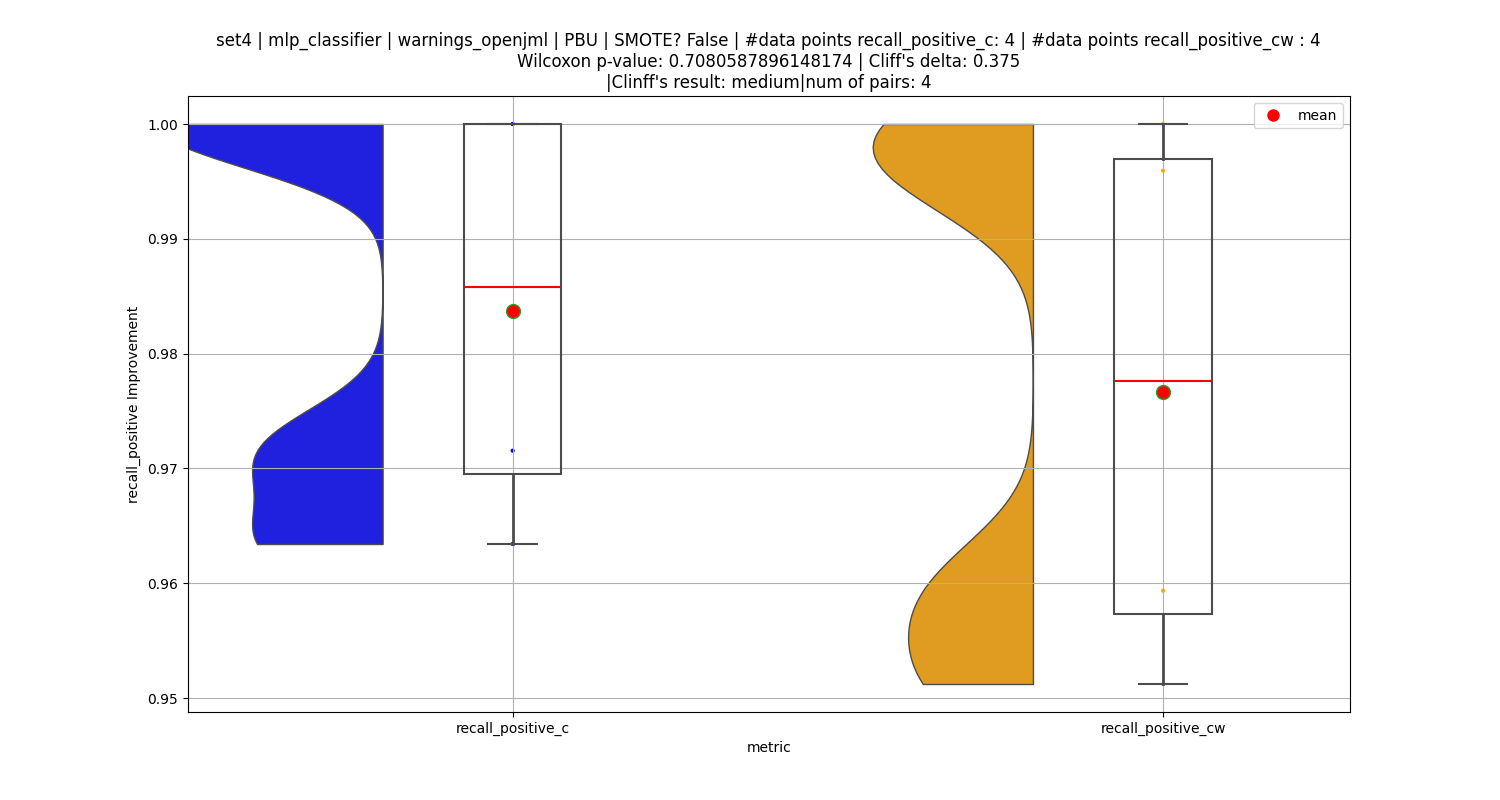 set4 | mlp_classifier | warnings_openjml | PBU | SMOTE? False | #data points recall_positive_c: 4 | #data points recall_positive_cw : 4
Wilcoxon p-value: 0.7080587896148174 | Cliff's delta: 0.375
|Clinff's result: medium|num of pairs: 4
mean
1.00
0.99
0.98
0.97
0.96
0.95
recall_positive Improvement
recall_positive_c
recall_positive_cw
metric